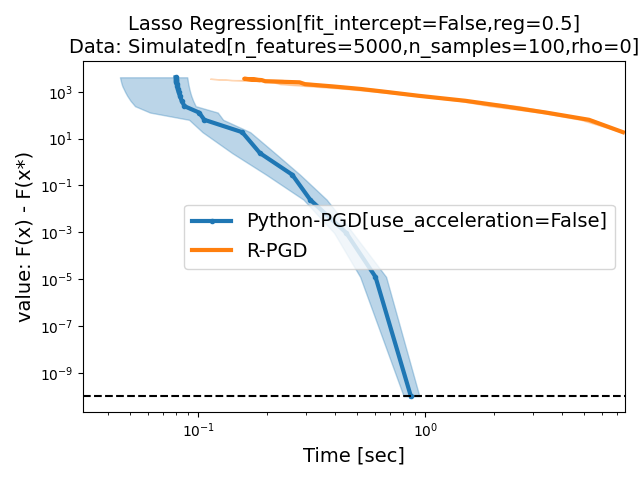 Lasso Regression[fit_intercept=False,reg=0.5]
Data: Simulated[n_features=5000,n_samples=100,rho=0]
value: F(x) - F(x*)
10³
10¹
10⁻¹
10⁻³
10⁻⁵
10⁻⁷
10⁻⁹
Python-PGD[use_acceleration=False]
R-PGD
10⁻¹ 10⁰
Time [sec]